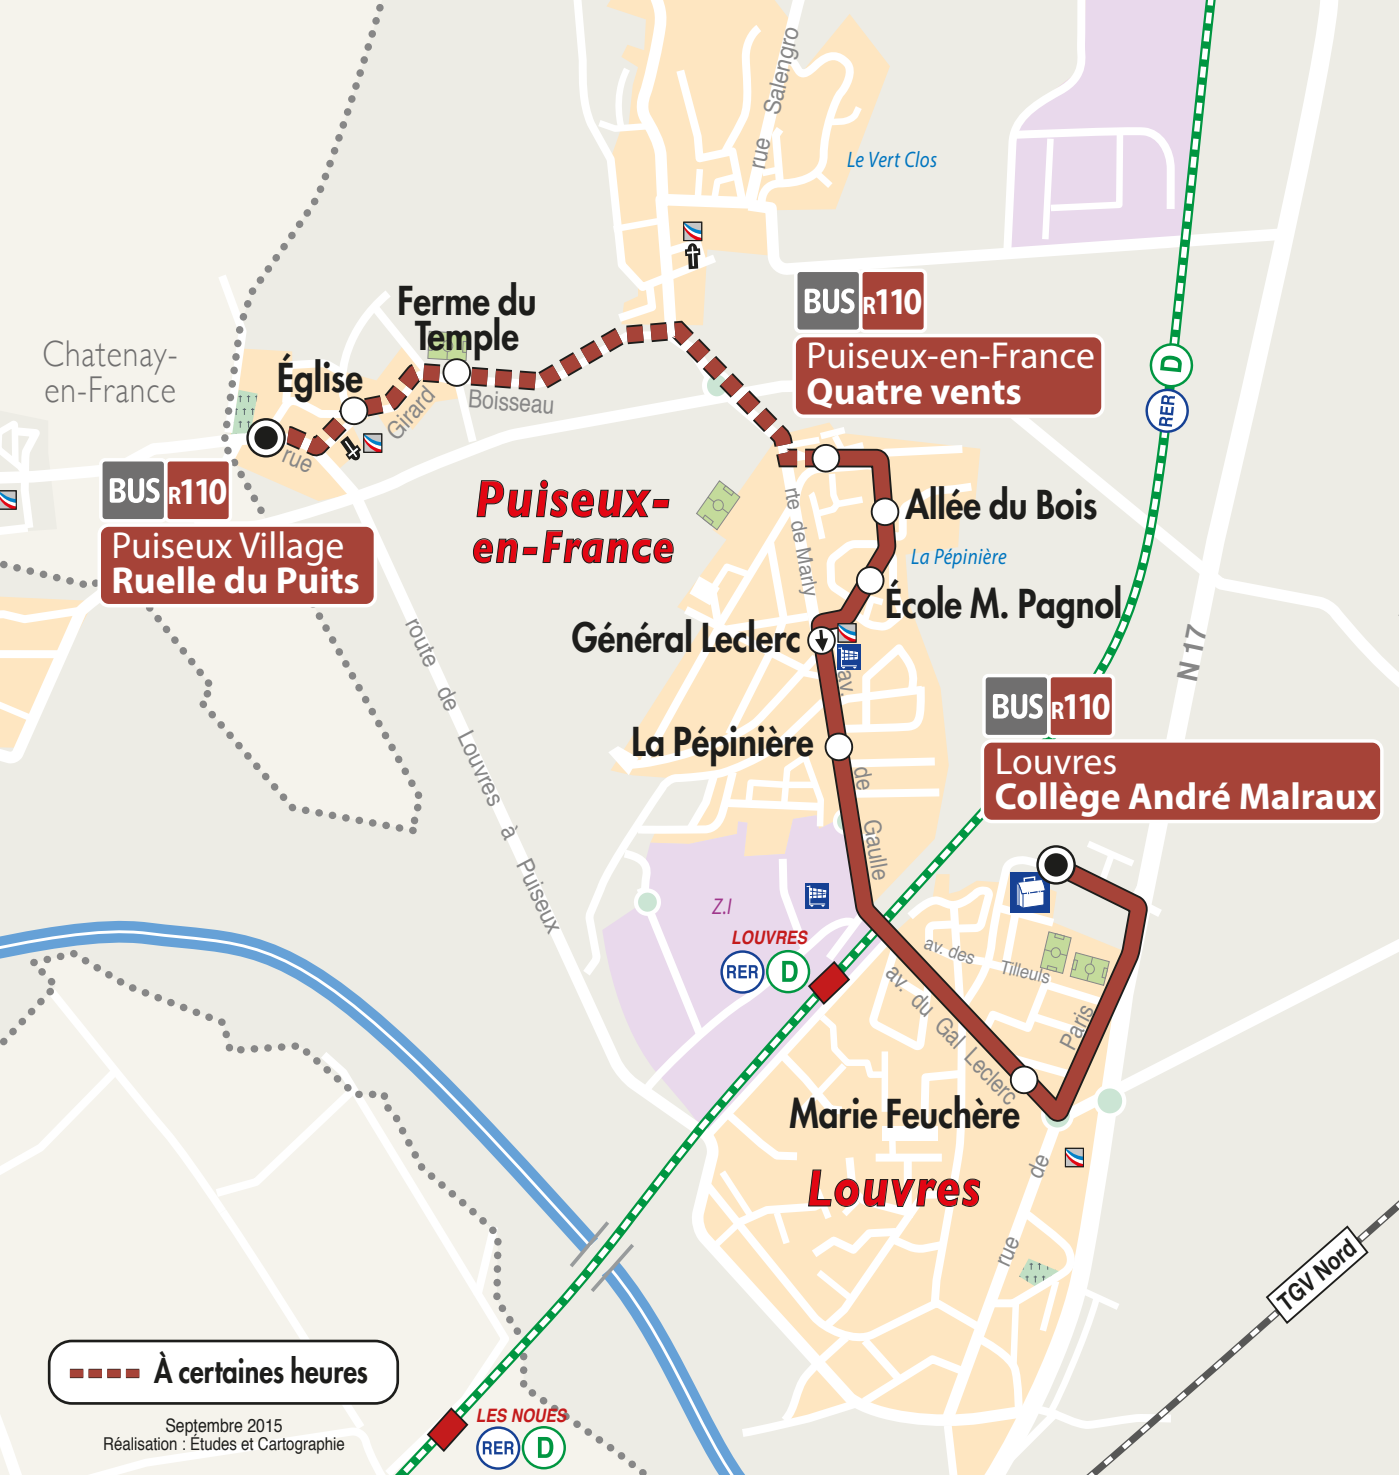 rue Salengro
Le Vert Clos
Ferme du
Temple
BUS R110
Puiseux-en-France
Quatre vents
Chatenay-
en-France
Église
D
RER
Girard
Boisseau
rue
BUS R110
Puiseux Village
Ruelle du Puits
Puiseux-
en-France
rte de Marly
Allée du Bois
La Pépinière
École M. Pagnol
Général Leclerc
N 17
route de Louvres à Puiseux
av. de Gaulle
BUS R110
La Pépinière
Louvres
Collège André Malraux
Z.I
LOUVRES
RER D
av. des Tilleuls
av. du Gal Leclerc
Marie Feuchère
Louvres
rue de Paris
TGV Nord
À certaines heures
Septembre 2015
Réalisation : Études et Cartographie
LES NOUES
RER D